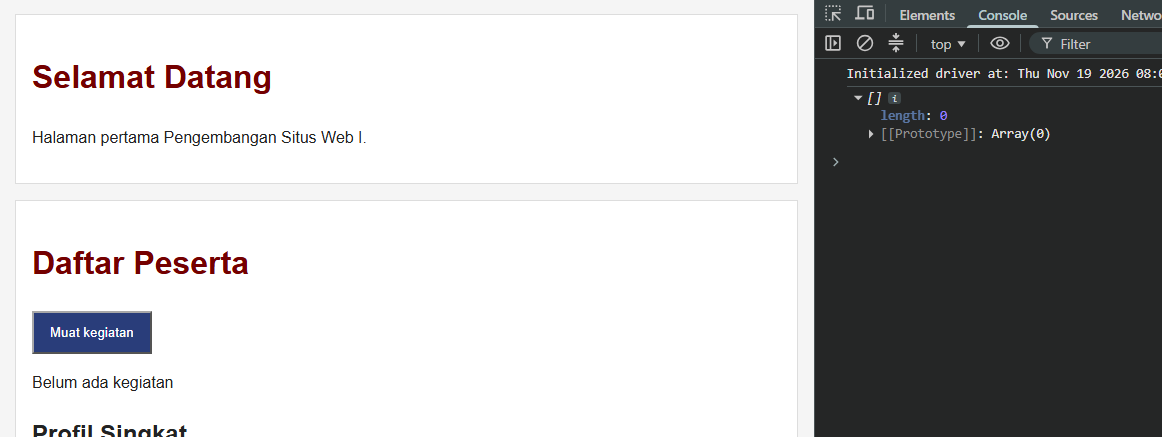 Selamat Datang
Halaman pertama Pengembangan Situs Web I.
Daftar Peserta
Muat kegiatan
Belum ada kegiatan
Profil Singkat
Elements Console Sources
top Filter
Initialized driver at: Thu Nov 19 2026
[] i
length: 0
[[Prototype]]: Array(0)